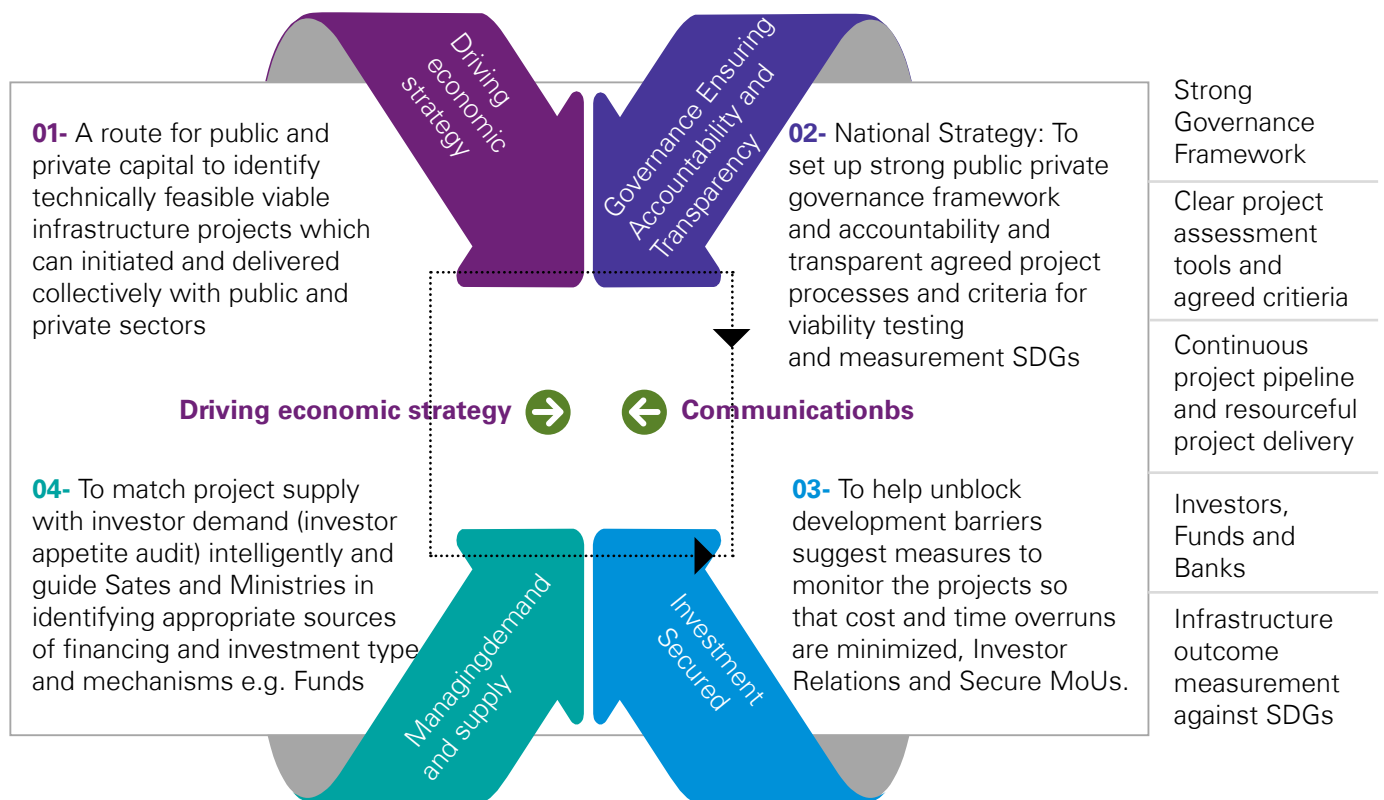 Driving
economic
strategy
Governance Ensuring
Accountability and
Transparency
01- A route for public and
private capital to identify
technically feasible viable
infrastructure projects which
can initiated and delivered
collectively with public and
private sectors
02- National Strategy: To
set up strong public private
governance framework
and accountability and
transparent agreed project
processes and criteria for
viability testing
and measurement SDGs
Driving economic strategy
Communicationbs
04- To match project supply
with investor demand (investor
appetite audit) intelligently and
guide Sates and Ministries in
identifying appropriate sources
of financing and investment type
and mechanisms e.g. Funds
03- To help unblock
development barriers
suggest measures to
monitor the projects so
that cost and time overruns
are minimized, Investor
Relations and Secure MoUs.
Managingdemand
and supply
Investment
Secured
Strong
Governance
Framework
Clear project
assessment
tools and
agreed critieria
Continuous
project pipeline
and resourceful
project delivery
Investors,
Funds and
Banks
Infrastructure
outcome
measurement
against SDGs